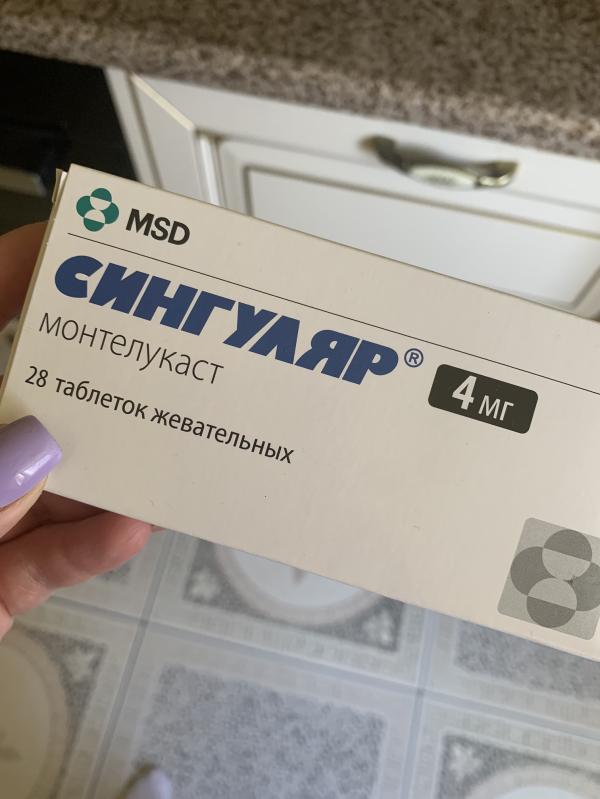 MSD
СИНГУЛЯР®
4 мг
монтелукаст
28 таблеток жевательных